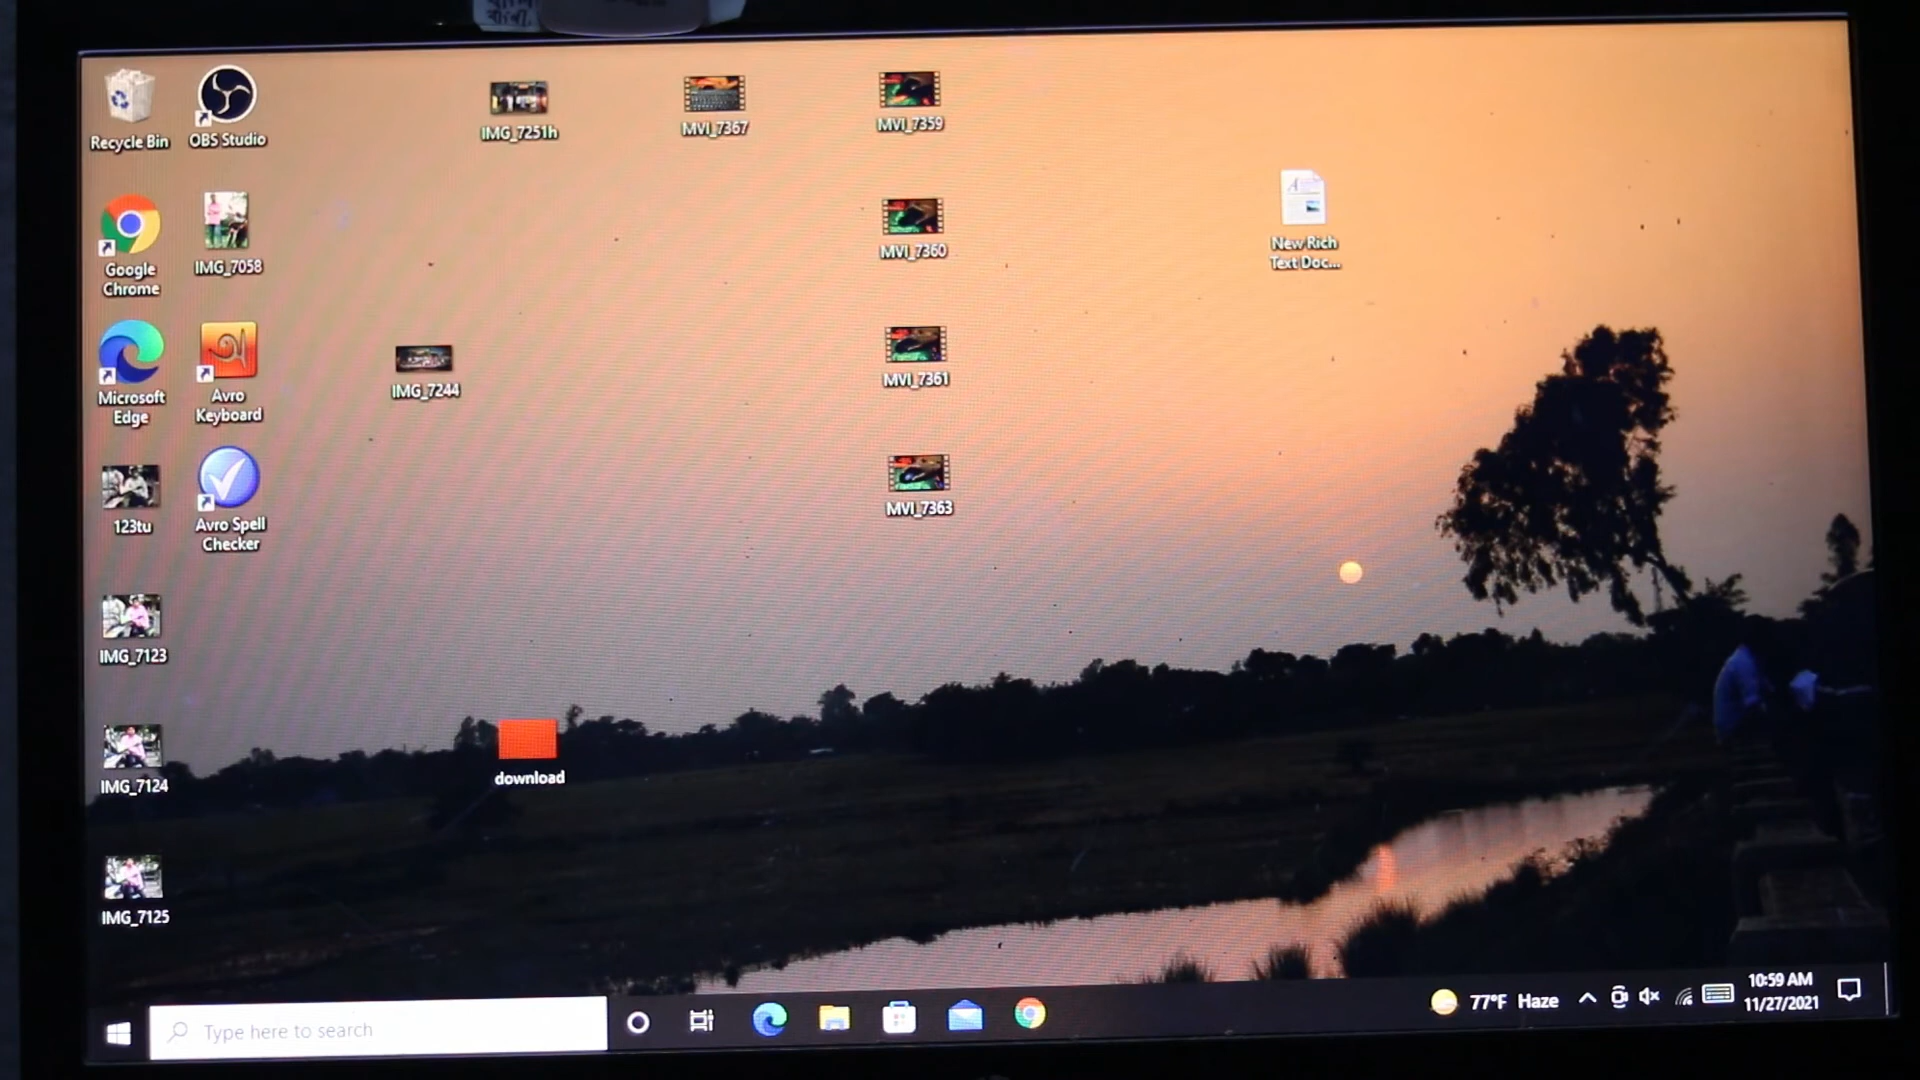 Recycle Bin
OBS Studio
IMG_7251h
MVI_7367
MVI_7359
Google
Chrome
IMG_7058
MVI_7360
New Rich
Text Doc...
Microsoft
Edge
Avro
Keyboard
IMG_7244
MVI_7361
123tu
Avro Spell
Checker
MVI_7363
IMG_7123
IMG_7124
download
IMG_7125
Type here to search
77°F Haze
10:59 AM
11/27/2021